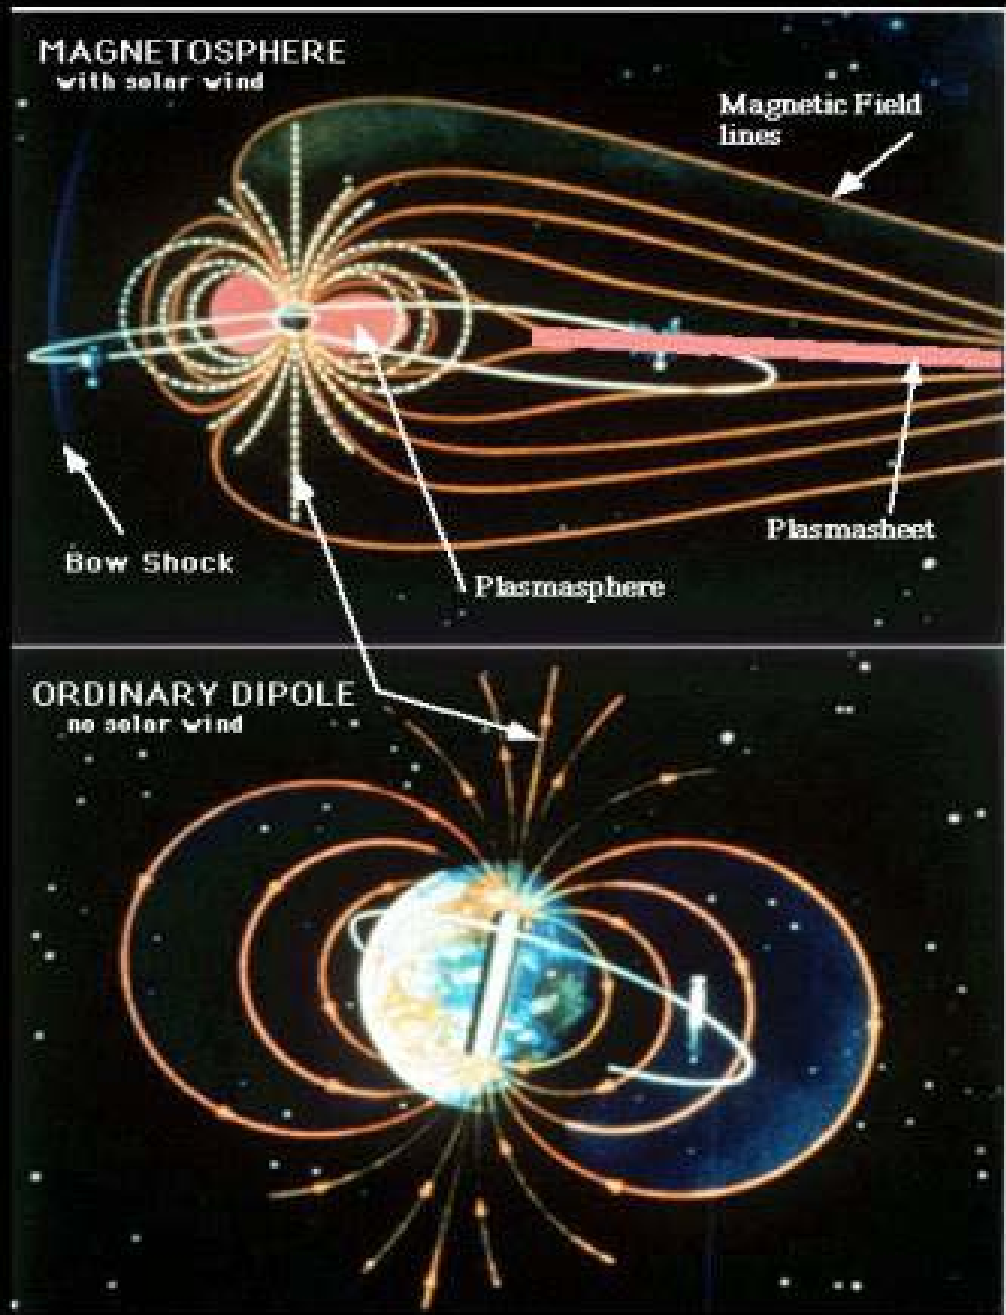 MAGNETOSPHERE
with solar wind
Magnetic Field
lines
Plasmasheet
Bow Shock
Plasmasphere
ORDINARY DIPOLE
no solar wind